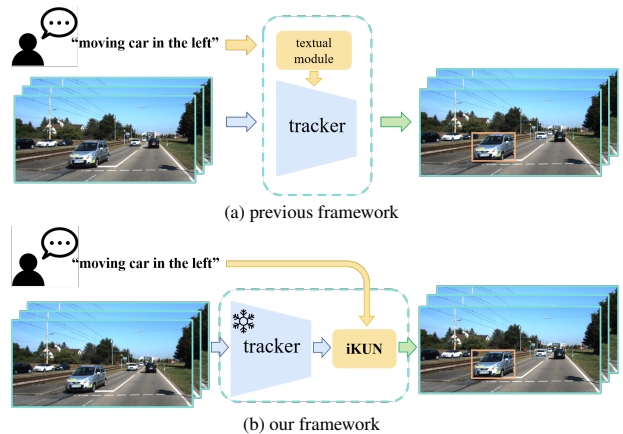 “moving car in the left”
textual
module
tracker
(a) previous framework
“moving car in the left”
tracker
iKUN
(b) our framework